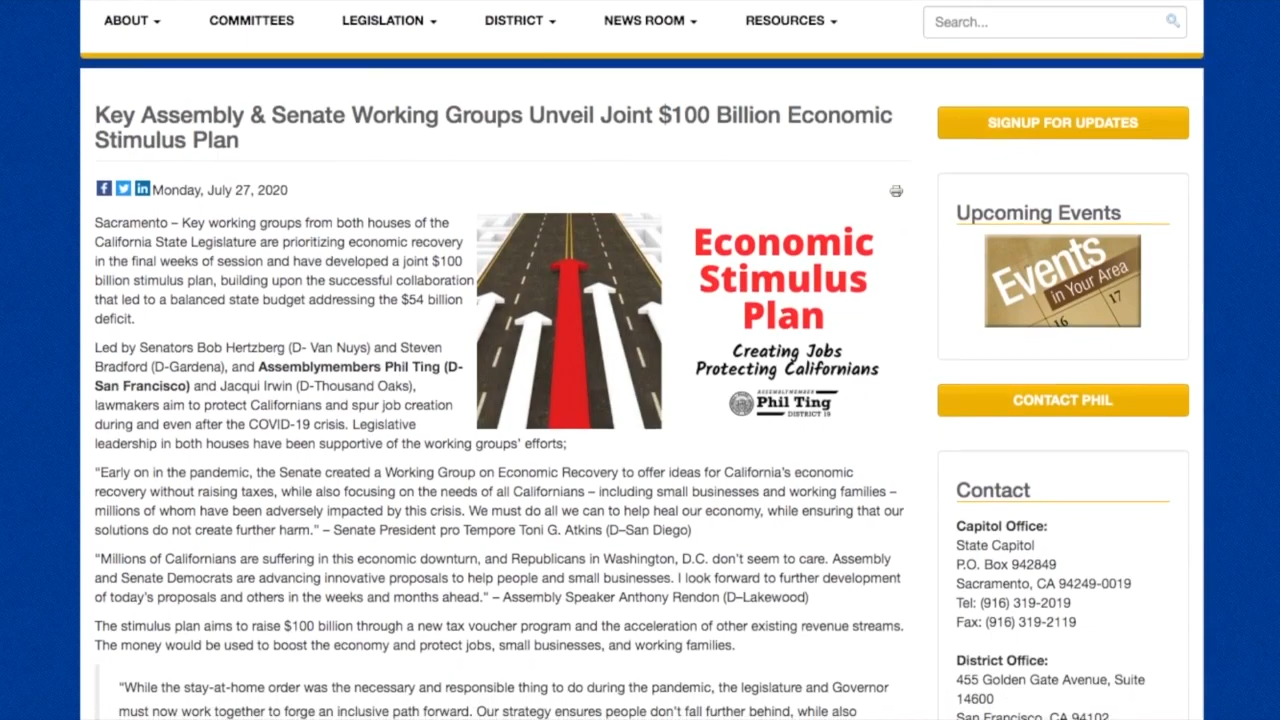 ABOUT
COMMITTEES
LEGISLATION
DISTRICT
NEWS ROOM
RESOURCES
Search...
Key Assembly & Senate Working Groups Unveil Joint $100 Billion Economic
Stimulus Plan
Monday, July 27, 2020
Sacramento – Key working groups from both houses of the
California State Legislature are prioritizing economic recovery
in the final weeks of session and have developed a joint $100
billion stimulus plan, building upon the successful collaboration
that led to a balanced state budget addressing the $54 billion
deficit.
Economic
Stimulus
Plan
Creating Jobs
Protecting Californians
ASSEMBLYMEMBER
Phil Ting
DISTRICT 19
Led by Senators Bob Hertzberg (D- Van Nuys) and Steven
Bradford (D-Gardena), and Assemblymembers Phil Ting (D-
San Francisco) and Jacqui Irwin (D-Thousand Oaks),
lawmakers aim to protect Californians and spur job creation
during and even after the COVID-19 crisis. Legislative
leadership in both houses have been supportive of the working groups' efforts;
"Early on in the pandemic, the Senate created a Working Group on Economic Recovery to offer ideas for California's economic
recovery without raising taxes, while also focusing on the needs of all Californians – including small businesses and working families –
millions of whom have been adversely impacted by this crisis. We must do all we can to help heal our economy, while ensuring that our
solutions do not create further harm." – Senate President pro Tempore Toni G. Atkins (D–San Diego)
"Millions of Californians are suffering in this economic downturn, and Republicans in Washington, D.C. don't seem to care. Assembly
and Senate Democrats are advancing innovative proposals to help people and small businesses. I look forward to further development
of today's proposals and others in the weeks and months ahead." – Assembly Speaker Anthony Rendon (D–Lakewood)
The stimulus plan aims to raise $100 billion through a new tax voucher program and the acceleration of other existing revenue streams.
The money would be used to boost the economy and protect jobs, small businesses, and working families.
"While the stay-at-home order was the necessary and responsible thing to do during the pandemic, the legislature and Governor
must now work together to forge an inclusive path forward. Our strategy ensures people don't fall further behind, while also
SIGNUP FOR UPDATES
Upcoming Events
Events
in Your Area
16
17
CONTACT PHIL
Contact
Capitol Office:
State Capitol
P.O. Box 942849
Sacramento, CA 94249-0019
Tel: (916) 319-2019
Fax: (916) 319-2119
District Office:
455 Golden Gate Avenue, Suite
14600
San Francisco, CA 94102